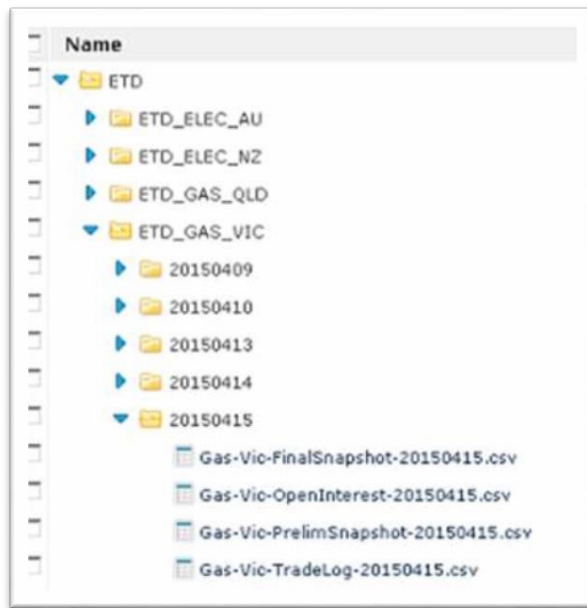 Name
ETD
ETD_ELEC_AU
ETD_ELEC_NZ
ETD_GAS_QLD
ETD_GAS_VIC
20150409
20150410
20150413
20150414
20150415
Gas-Vic-FinalSnapshot-20150415.csv
Gas-Vic-OpenInterest-20150415.csv
Gas-Vic-PrelimSnapshot-20150415.csv
Gas-Vic-TradeLog-20150415.csv